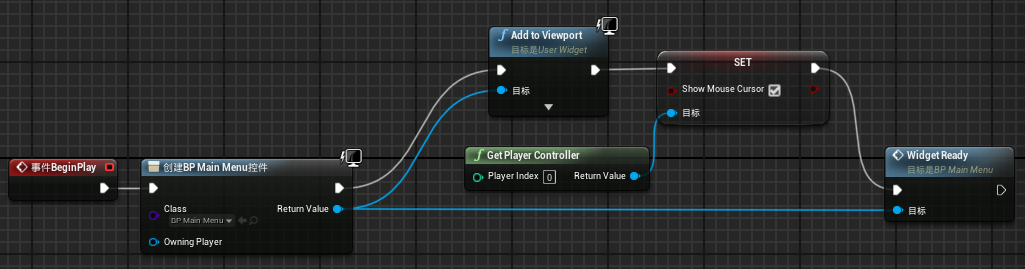 事件BeginPlay
创建BP Main Menu控件
Class
BP Main Menu
Return Value
Owning Player
Add to Viewport
目标是User Widget
目标
Get Player Controller
Player Index 0
Return Value
SET
Show Mouse Cursor
目标
Widget Ready
目标是BP Main Menu
目标